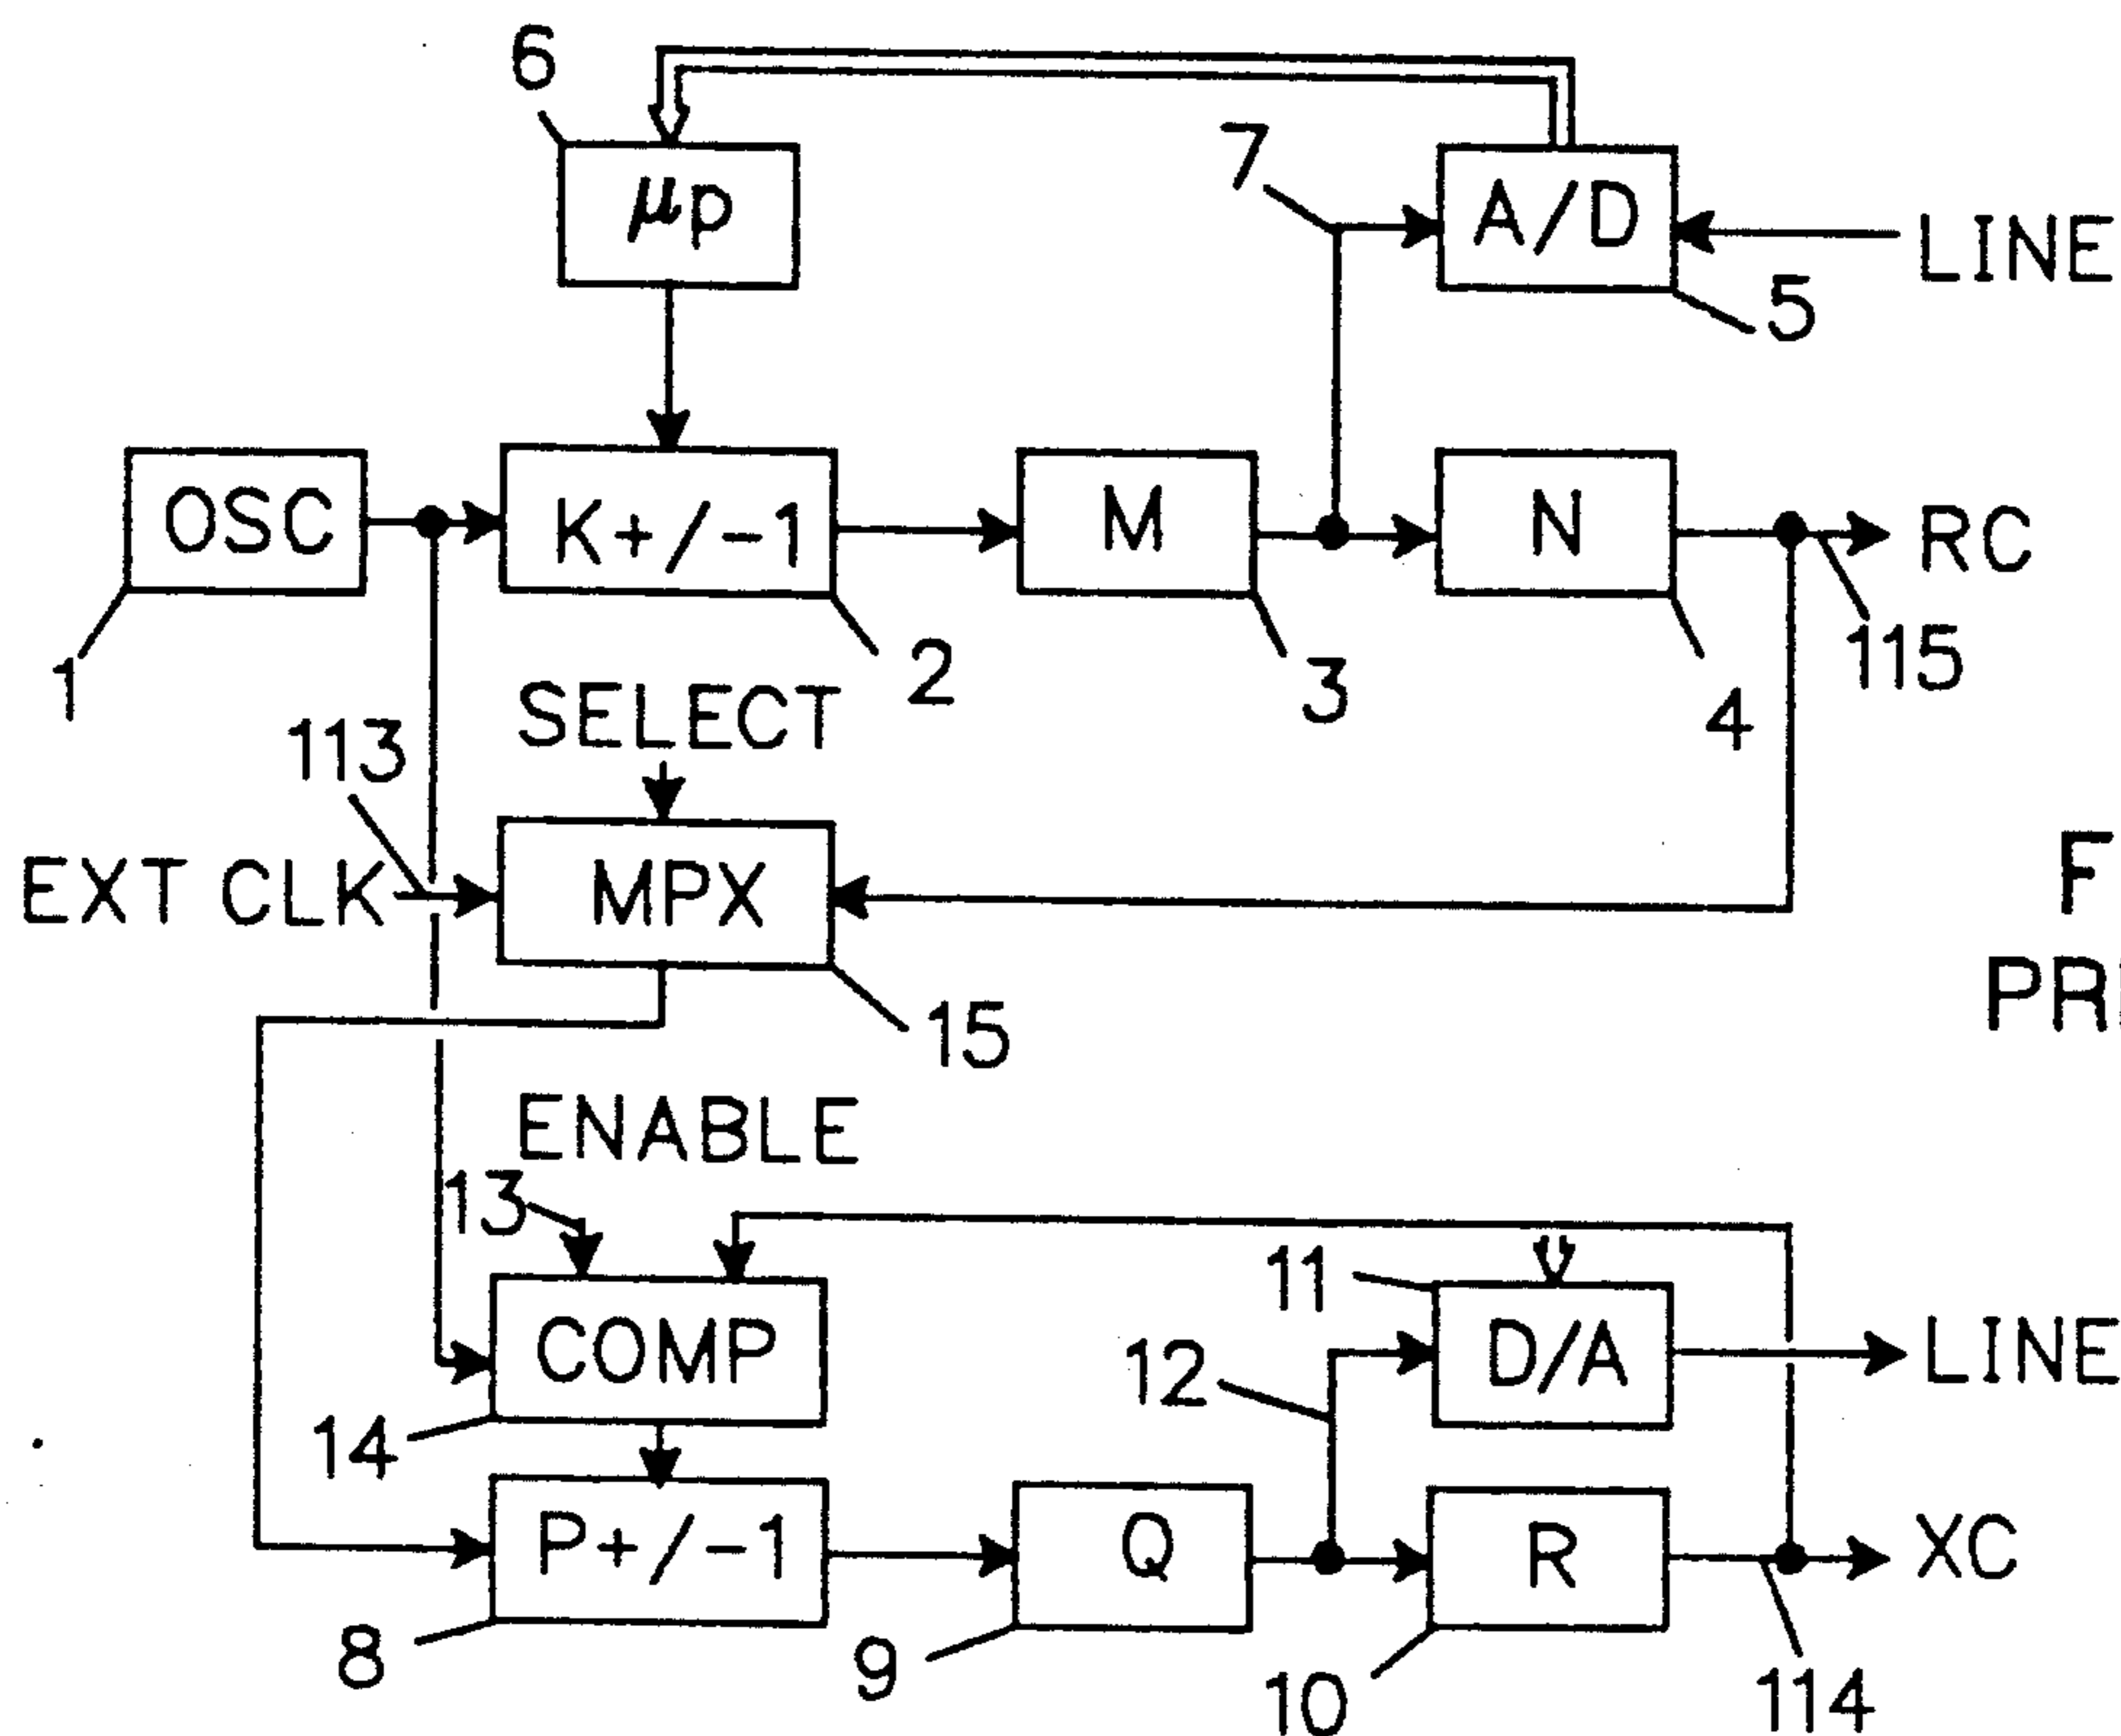 6
μp
7
A/D
LINE
5
OSC
K+/-1
M
N
RC
1
2
3
4
115
SELECT
113
EXT CLK
MPX
15
ENABLE
13
COMP
11
D/A
LINE
12
14
P+/-1
Q
R
XC
8
9
10
114